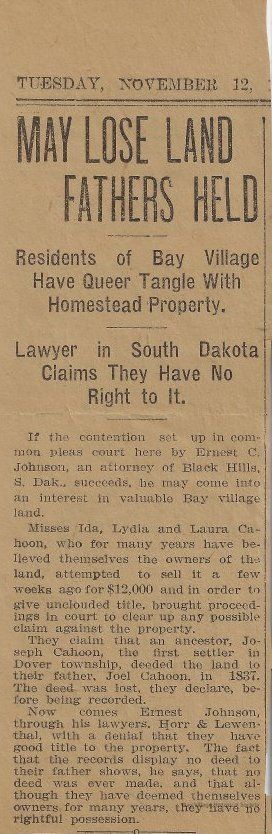 TUESDAY, NOVEMBER 12,
MAY LOSE LAND
FATHERS HELD
Residents of Bay Village
Have Queer Tangle With
Homestead Property.
Lawyer in South Dakota
Claims They Have No
Right to It.
If the contention set up in com-
mon pleas court here by Ernest C.
Johnson, an attorney of Black Hills,
S. Dak., succeeds, he may come into
an interest in valuable Bay village
land.
Misses Ida, Lydia and Laura Ca-
hoon, who for many years have be-
lieved themselves the owners of the
land, attempted to sell it a few
weeks ago for $12,000 and in order to
give unclouded title, brought proceed-
ings in court to clear up any possible
claim against the property.
They claim that an ancestor, Jo-
seph Cahoon, the first settler in
Dover township, deeded the land to
their father, Joel Cahoon, in 1837.
The deed was lost, they declare, be-
fore being recorded.
Now comes Ernest Johnson,
through his lawyers, Horr & Lewen-
thal, with a denial that they have
good title to the property. The fact
that the records display no deed to
their father shows, he says, that no
deed was ever made, and that al-
though they have deemed themselves
owners for many years, they have no
rightful possession.